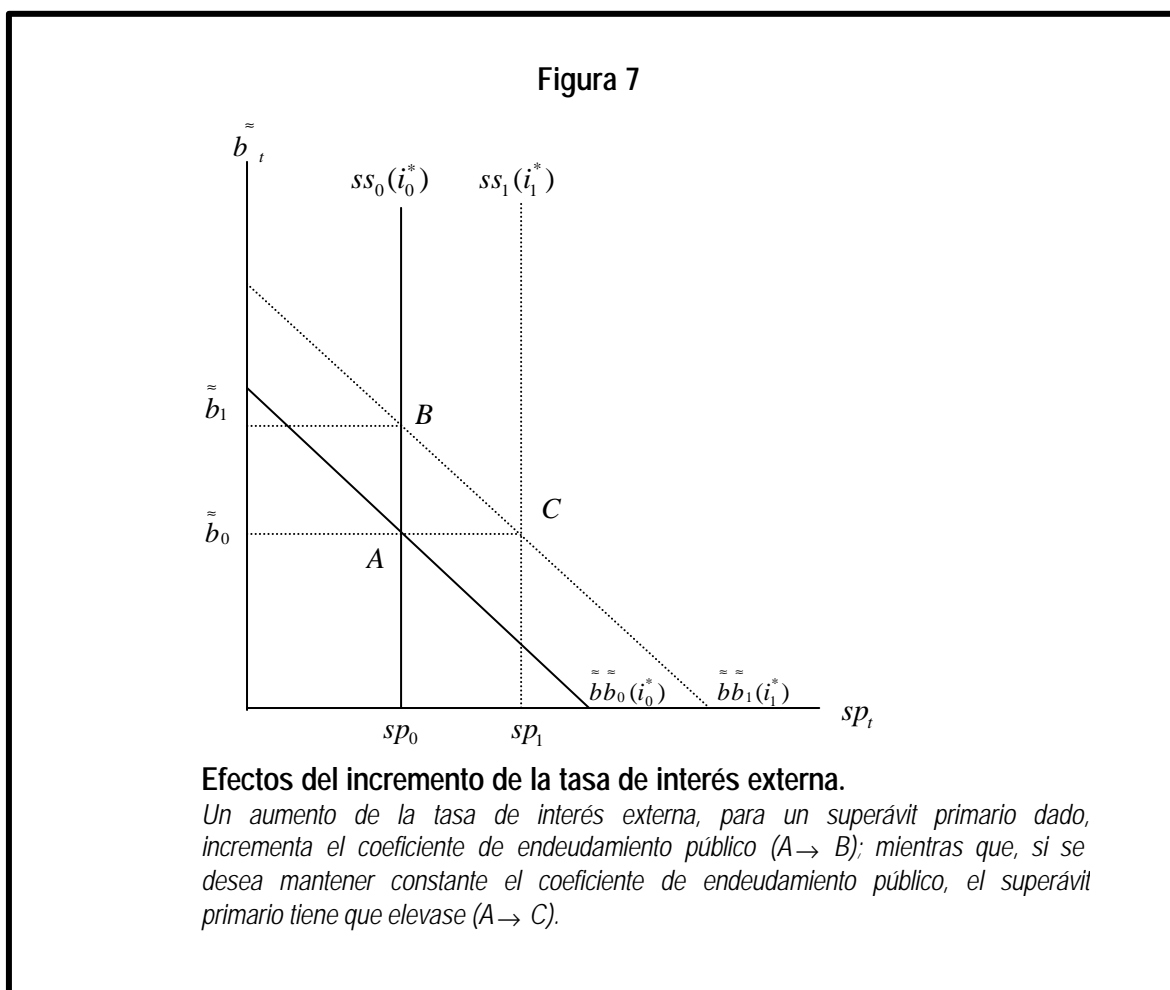 Figura 7
b̃̃ t
ss₀(i₀*) ss₁(i₁*)
b̃̃₁
B
b̃̃₀
C
A
b̃̃b̃̃₀(i₀*) b̃̃b̃̃₁(i₁*)
spₜ
sp₀ sp₁
Efectos del incremento de la tasa de interés externa.
Un aumento de la tasa de interés externa, para un superávit primario dado,
incrementa el coeficiente de endeudamiento público (A→ B); mientras que, si se
desea mantener constante el coeficiente de endeudamiento público, el superávit
primario tiene que elevase (A→ C).